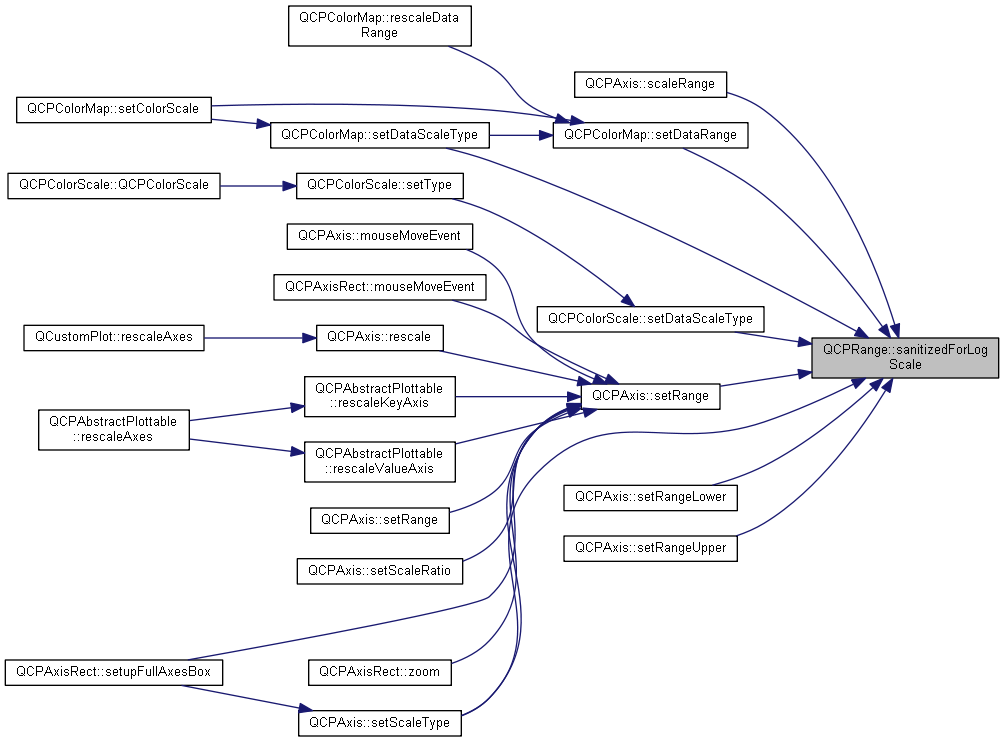 QCPColorMap::rescaleData
Range
QCPAxis::scaleRange
QCPColorMap::setColorScale
QCPColorMap::setDataScaleType
QCPColorMap::setDataRange
QCPColorScale::QCPColorScale
QCPColorScale::setType
QCPAxis::mouseMoveEvent
QCPAxisRect::mouseMoveEvent
QCPColorScale::setDataScaleType
QCustomPlot::rescaleAxes
QCPAxis::rescale
QCPRange::sanitizedForLog
Scale
QCPAbstractPlottable
::rescaleKeyAxis
QCPAxis::setRange
QCPAbstractPlottable
::rescaleAxes
QCPAbstractPlottable
::rescaleValueAxis
QCPAxis::setRangeLower
QCPAxis::setRange
QCPAxis::setRangeUpper
QCPAxis::setScaleRatio
QCPAxisRect::setupFullAxesBox
QCPAxisRect::zoom
QCPAxis::setScaleType